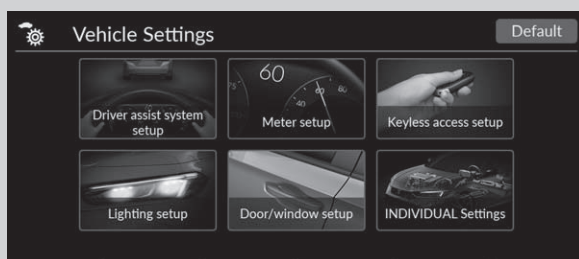 Vehicle Settings
Default
Driver assist system
setup
60
Meter setup
Keyless access setup
Lighting setup
Door/window setup
INDIVIDUAL Settings